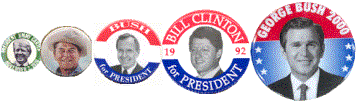 BUSH
for PRESIDENT
BILL CLINTON
19 92
for PRESIDENT
GEORGE BUSH 2000